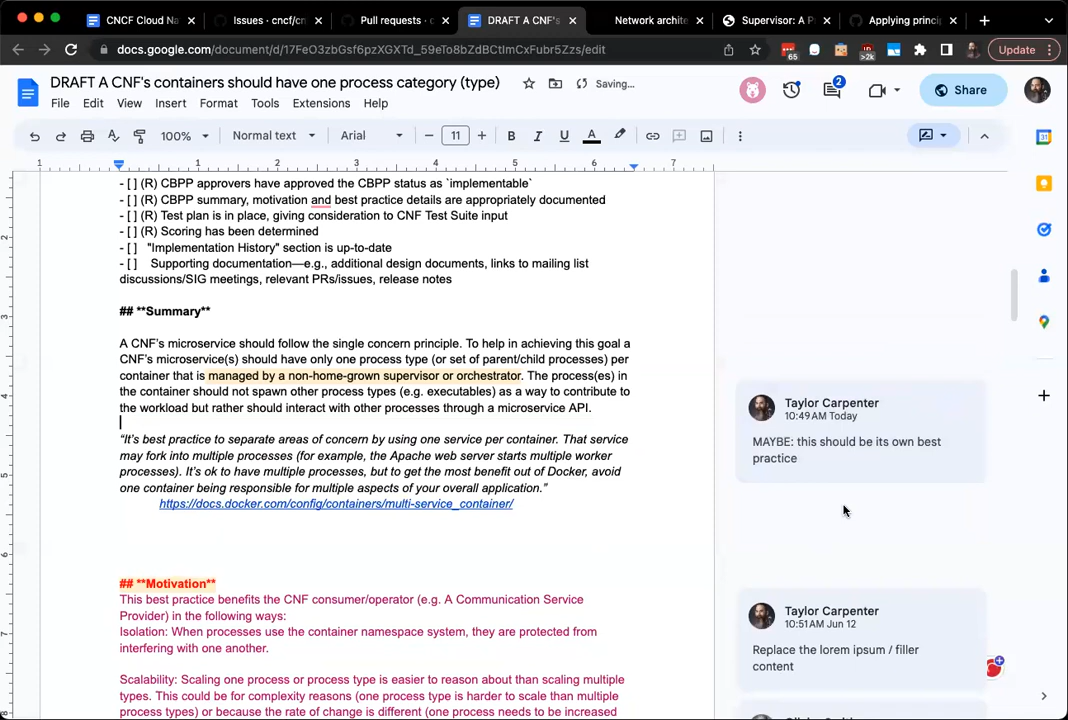 CNCF Cloud Na
Issues · cncf/cn
Pull requests · c
DRAFT A CNF's
Network archite
Supervisor: A P
Applying princi
docs.google.com/document/d/17FeO3zbGsf6pzXGXTd_59eTo8bZdBCtImCxFubr5Zzs/edit
65
>2k
Update
DRAFT A CNF's containers should have one process category (type)
Saving…
2
Share
File Edit View Insert Format Tools Extensions Help
100% Normal text Arial 11 B I U A
1 1 2 3 4 5 6 7
- [ ] (R) CBPP approvers have approved the CBPP status as `implementable`
- [ ] (R) CBPP summary, motivation and best practice details are appropriately documented
- [ ] (R) Test plan is in place, giving consideration to CNF Test Suite input
- [ ] (R) Scoring has been determined
- [ ] "Implementation History" section is up-to-date
- [ ] Supporting documentation—e.g., additional design documents, links to mailing list
discussions/SIG meetings, relevant PRs/issues, release notes
## **Summary**
A CNF's microservice should follow the single concern principle. To help in achieving this goal a
CNF's microservice(s) should have only one process type (or set of parent/child processes) per
container that is managed by a non-home-grown supervisor or orchestrator. The process(es) in
the container should not spawn other process types (e.g. executables) as a way to contribute to
the workload but rather should interact with other processes through a microservice API.
“It's best practice to separate areas of concern by using one service per container. That service
may fork into multiple processes (for example, the Apache web server starts multiple worker
processes). It's ok to have multiple processes, but to get the most benefit out of Docker, avoid
one container being responsible for multiple aspects of your overall application.”
https://docs.docker.com/config/containers/multi-service_container/
## **Motivation**
This best practice benefits the CNF consumer/operator (e.g. A Communication Service
Provider) in the following ways:
Isolation: When processes use the container namespace system, they are protected from
interfering with one another.
Scalability: Scaling one process or process type is easier to reason about than scaling multiple
types. This could be for complexity reasons (one process type is harder to scale than multiple
process types) or because the rate of change is different (one process needs to be increased
Taylor Carpenter
10:49 AM Today
MAYBE: this should be its own best
practice
Taylor Carpenter
10:51 AM Jun 12
Replace the lorem ipsum / filler
content